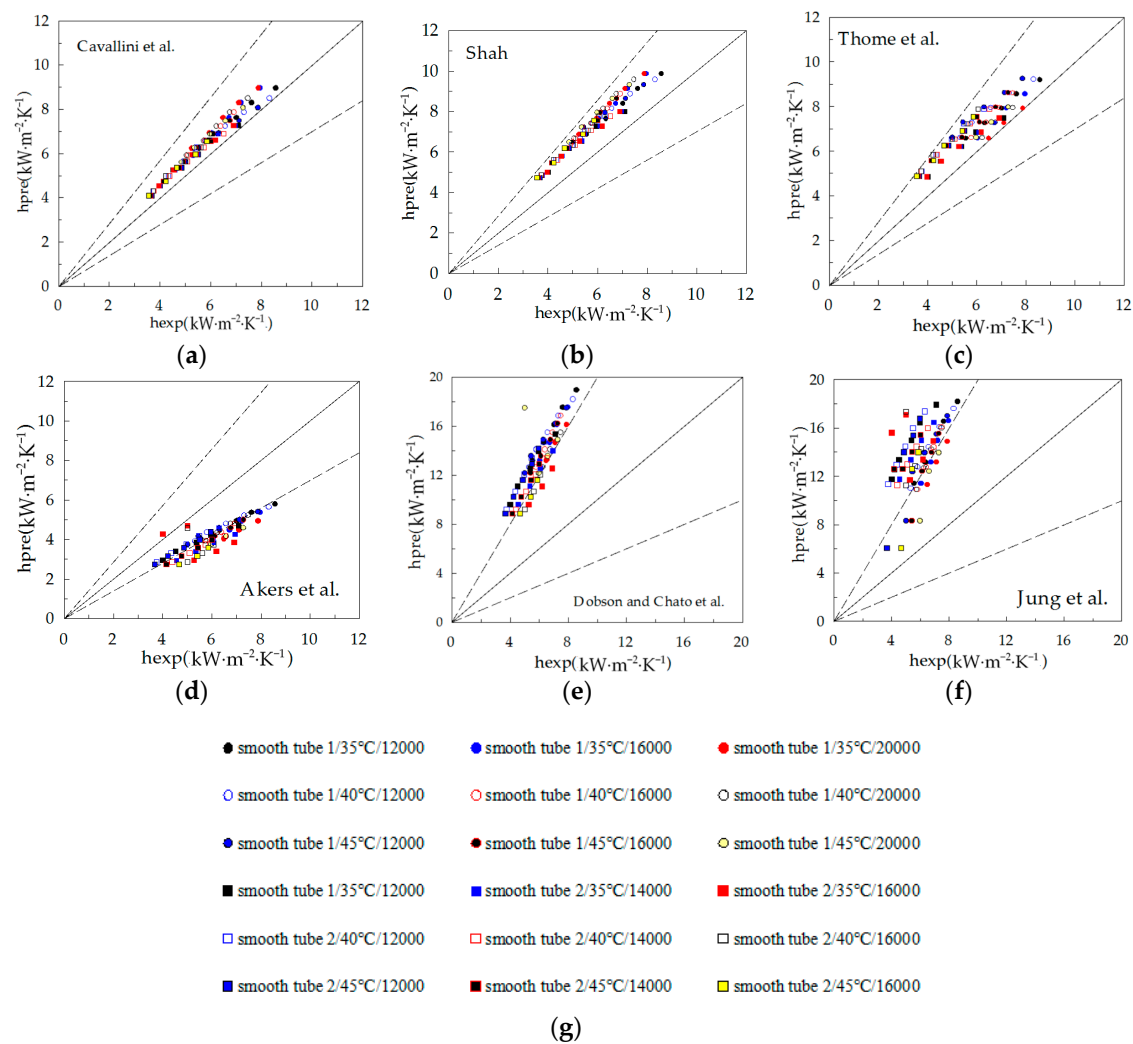 12
10
8
6
4
2
0
0 2 4 6 8 10 12
hpre(kW·m⁻²·K⁻¹)
Cavallini et al.
hexp(kW·m⁻²·K⁻¹.)
(a)
12
10
8
6
4
2
0
0 2 4 6 8 10 12
hpre(kW·m⁻²·K⁻¹)
Shah
hexp(kW·m⁻²·K⁻¹)
(b)
12
10
8
6
4
2
0
0 2 4 6 8 10 12
hpre(kW·m⁻²·K⁻¹)
Thome et al.
hexp(kW·m⁻²·K⁻¹)
(c)
12
10
8
6
4
2
0
0 2 4 6 8 10 12
hpre(kW·m⁻²·K⁻¹)
Akers et al.
hexp(kW·m⁻²·K⁻¹)
(d)
20
16
12
8
4
0
0 4 8 12 16 20
hpre(kW·m⁻²·K⁻¹)
Dobson and Chato et al.
hexp(kW·m⁻²·K⁻¹)
(e)
20
16
12
8
4
0
0 4 8 12 16 20
hpre(kW·m⁻²·K⁻¹)
Jung et al.
hexp(kW·m⁻²·K⁻¹)
(f)
smooth tube 1/35℃/12000 smooth tube 1/35℃/16000 smooth tube 1/35℃/20000
smooth tube 1/40℃/12000 smooth tube 1/40℃/16000 smooth tube 1/40℃/20000
smooth tube 1/45℃/12000 smooth tube 1/45℃/16000 smooth tube 1/45℃/20000
smooth tube 1/35℃/12000 smooth tube 2/35℃/14000 smooth tube 2/35℃/16000
smooth tube 2/40℃/12000 smooth tube 2/40℃/14000 smooth tube 2/40℃/16000
smooth tube 2/45℃/12000 smooth tube 2/45℃/14000 smooth tube 2/45℃/16000
(g)